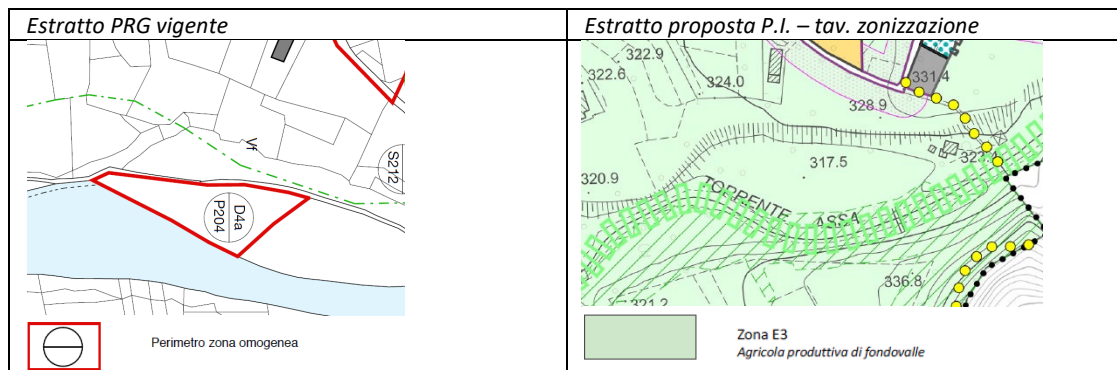 Estratto PRG vigente
Estratto proposta P.I. – tav. zonizzazione
Vf
S212
D4a
P204
Perimetro zona omogenea
322.9
322.6
324.0
331.4
328.9
317.5
320.9
TORRENTE ASSA
336.8
321.2
Zona E3
Agricola produttiva di fondovalle